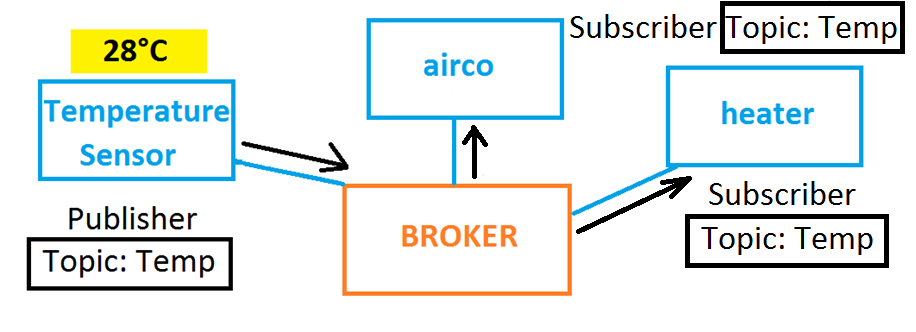 28°C
Temperature
Sensor
Publisher
Topic: Temp
airco
Subscriber Topic: Temp
heater
Subscriber
Topic: Temp
BROKER